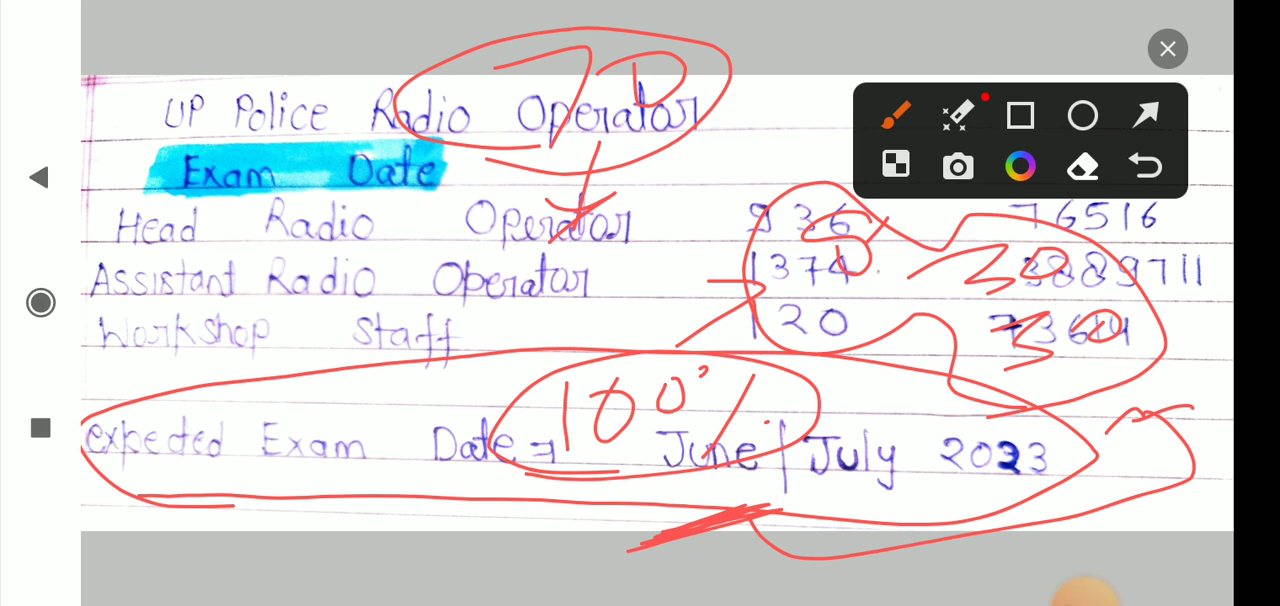 UP Police Radio Operator
Exam Date
Head Radio Operator 936 76516
Assistant Radio Operator 1374
Workshop Staff 120
expected Exam Date ⇒ June | July 2023
100%